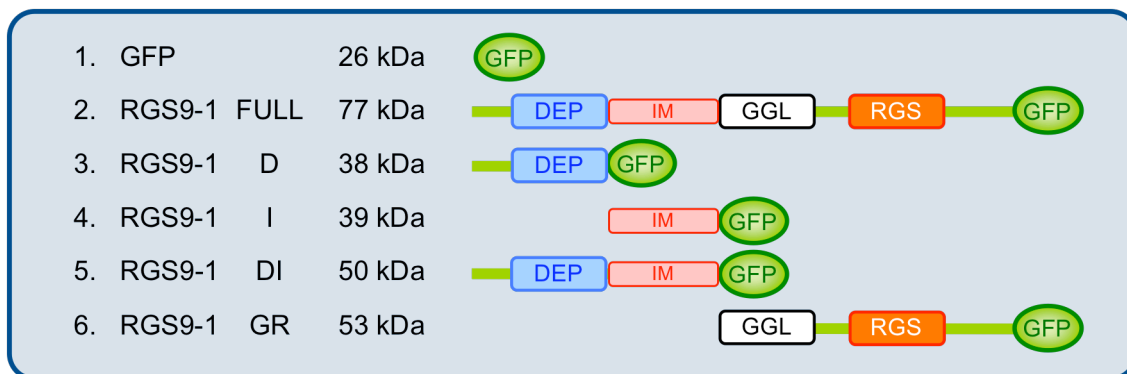 1. GFP 26 kDa GFP
2. RGS9-1 FULL 77 kDa DEP IM GGL RGS GFP
3. RGS9-1 D 38 kDa DEP GFP
4. RGS9-1 I 39 kDa IM GFP
5. RGS9-1 DI 50 kDa DEP IM GFP
6. RGS9-1 GR 53 kDa GGL RGS GFP